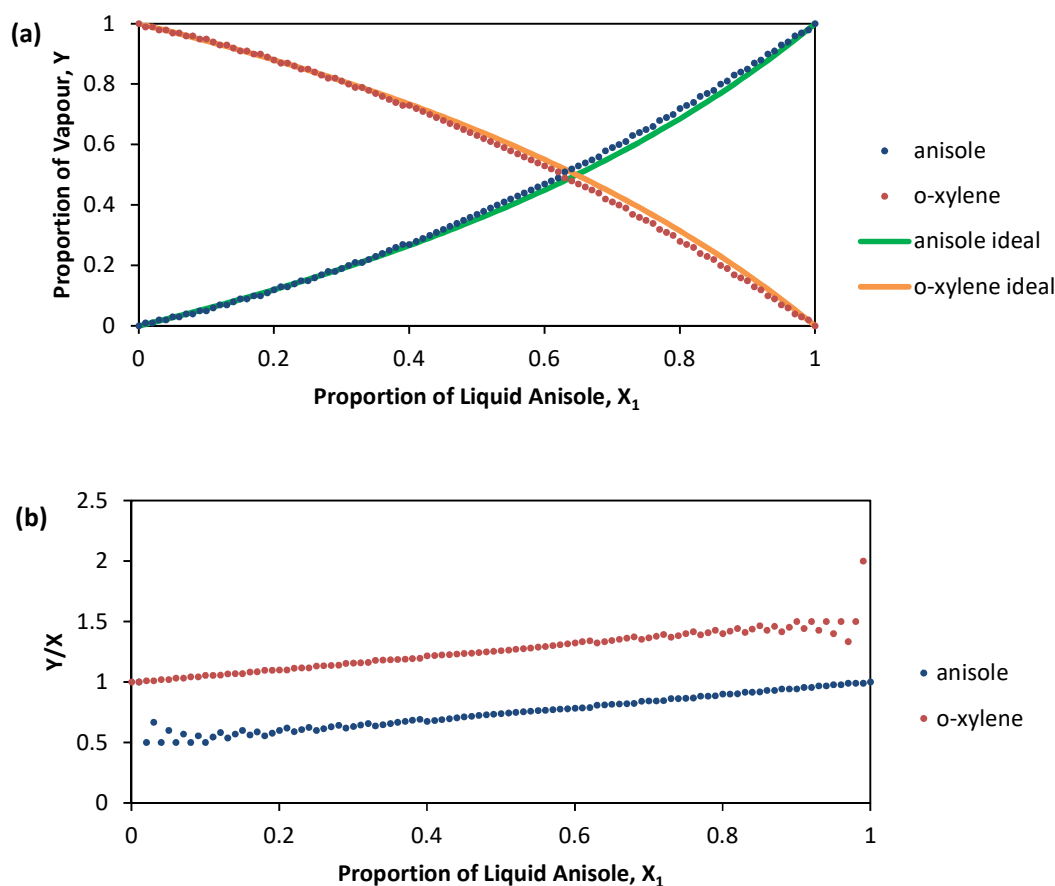 (a)
Proportion of Vapour, Y
1
0.8
0.6
0.4
0.2
0
0 0.2 0.4 0.6 0.8 1
Proportion of Liquid Anisole, X₁
anisole
o-xylene
anisole ideal
o-xylene ideal
(b)
Y/X
2.5
2
1.5
1
0.5
0
0 0.2 0.4 0.6 0.8 1
Proportion of Liquid Anisole, X₁
anisole
o-xylene